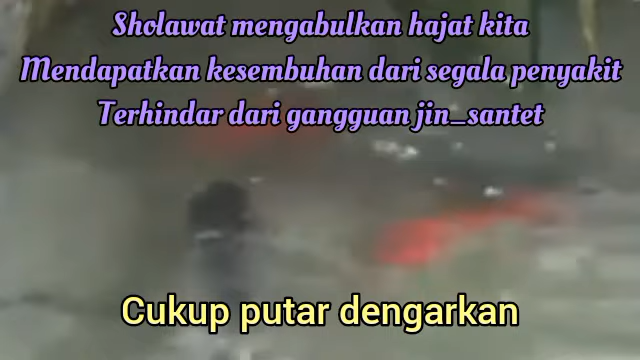 Sholawat mengabulkan hajat kita
Mendapatkan kesembuhan dari segala penyakit
Terhindar dari gangguan jin_santet
Cukup putar dengarkan